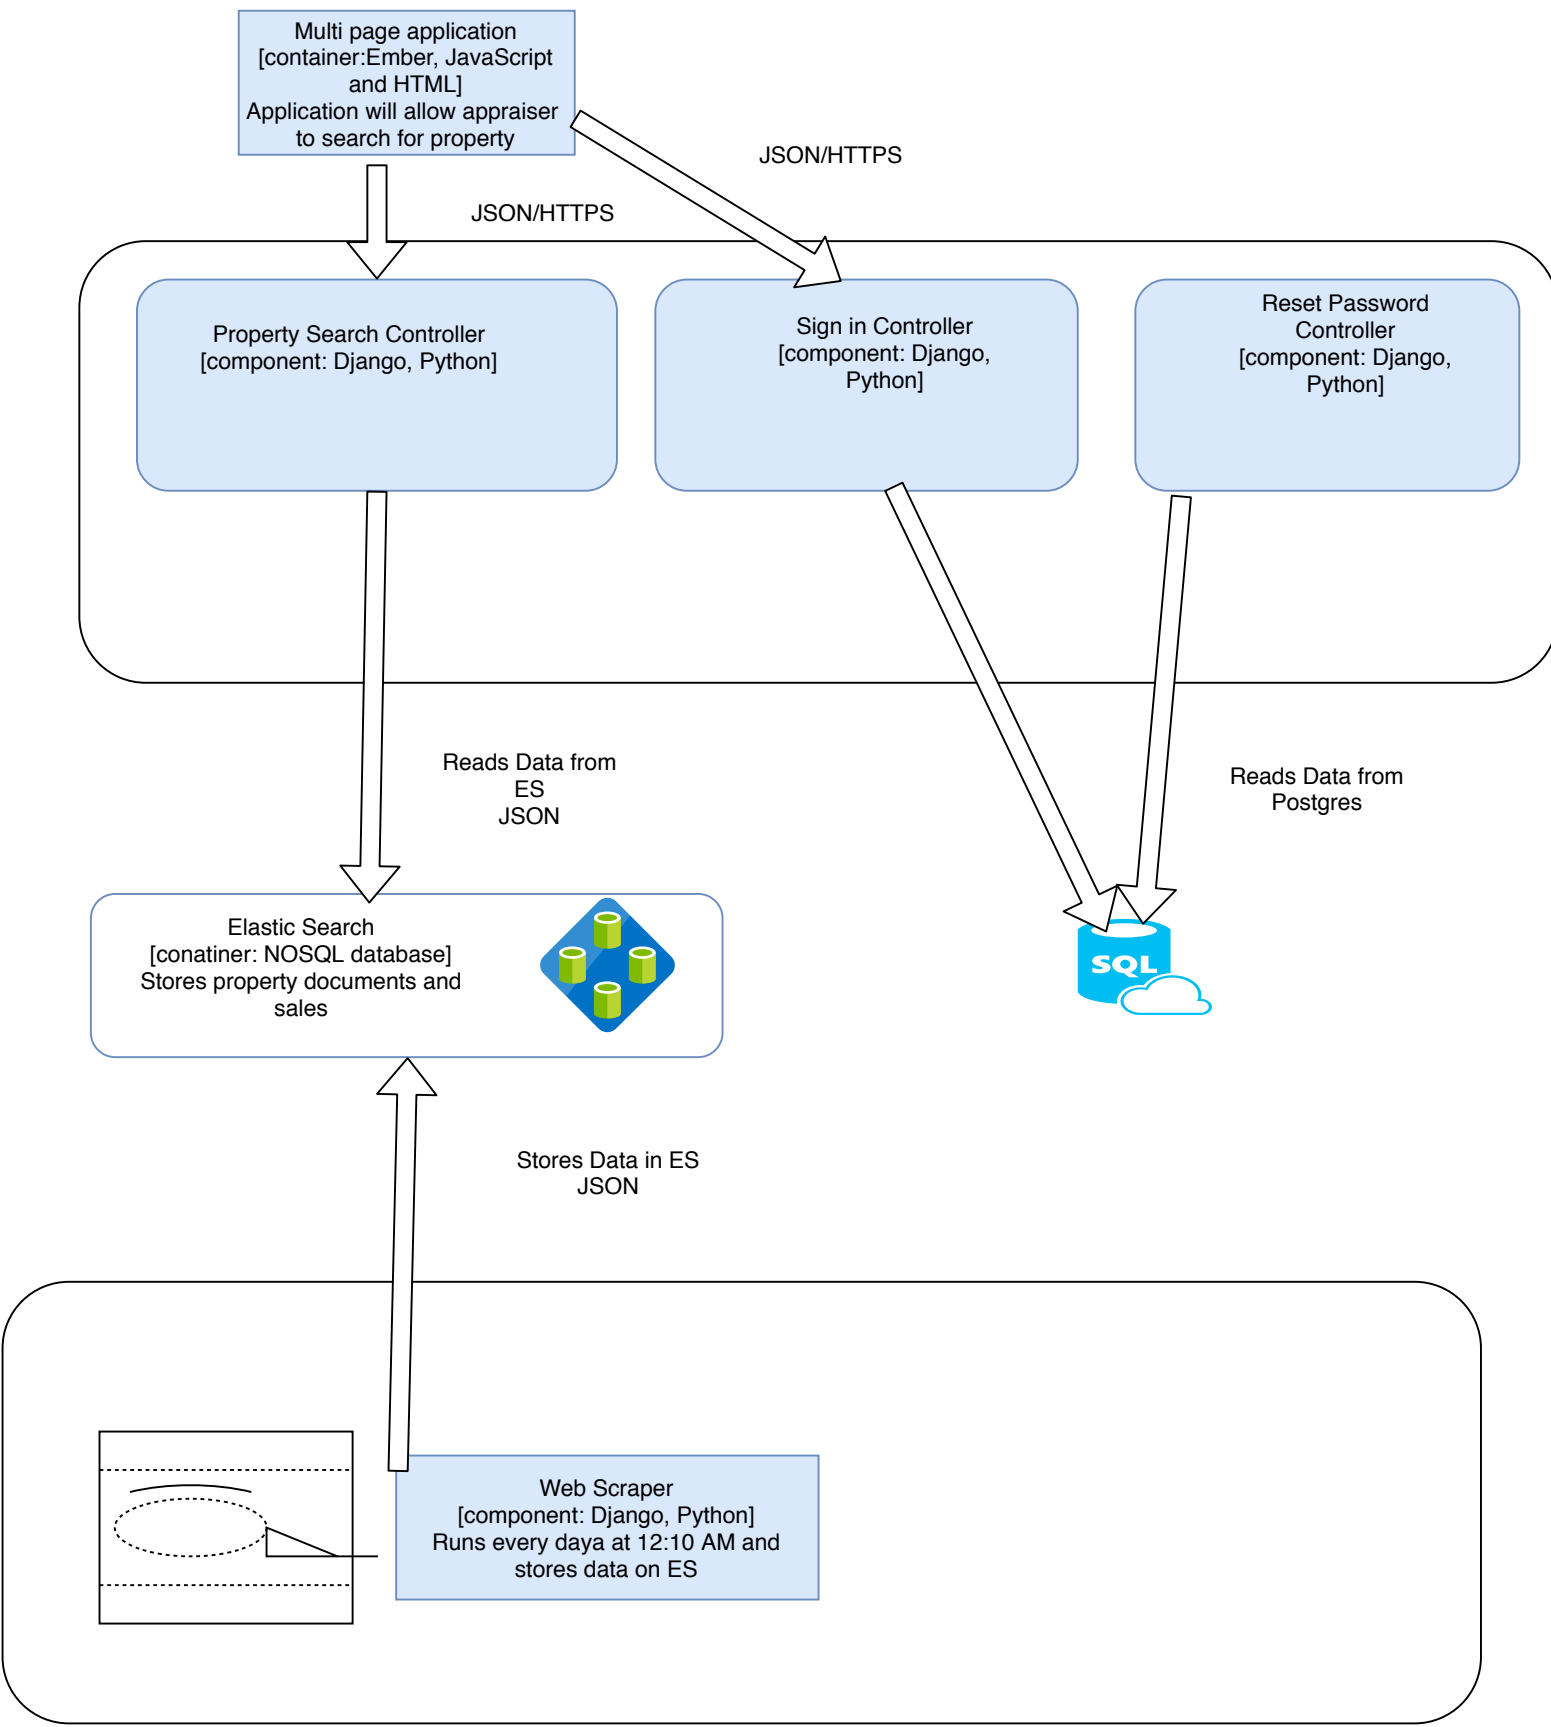 Multi page application
[container:Ember, JavaScript
and HTML]
Application will allow appraiser
to search for property
JSON/HTTPS
JSON/HTTPS
Property Search Controller
[component: Django, Python]
Sign in Controller
[component: Django,
Python]
Reset Password
Controller
[component: Django,
Python]
Reads Data from
ES
JSON
Reads Data from
Postgres
Elastic Search
[conatiner: NOSQL database]
Stores property documents and
sales
SQL
Stores Data in ES
JSON
Web Scraper
[component: Django, Python]
Runs every daya at 12:10 AM and
stores data on ES